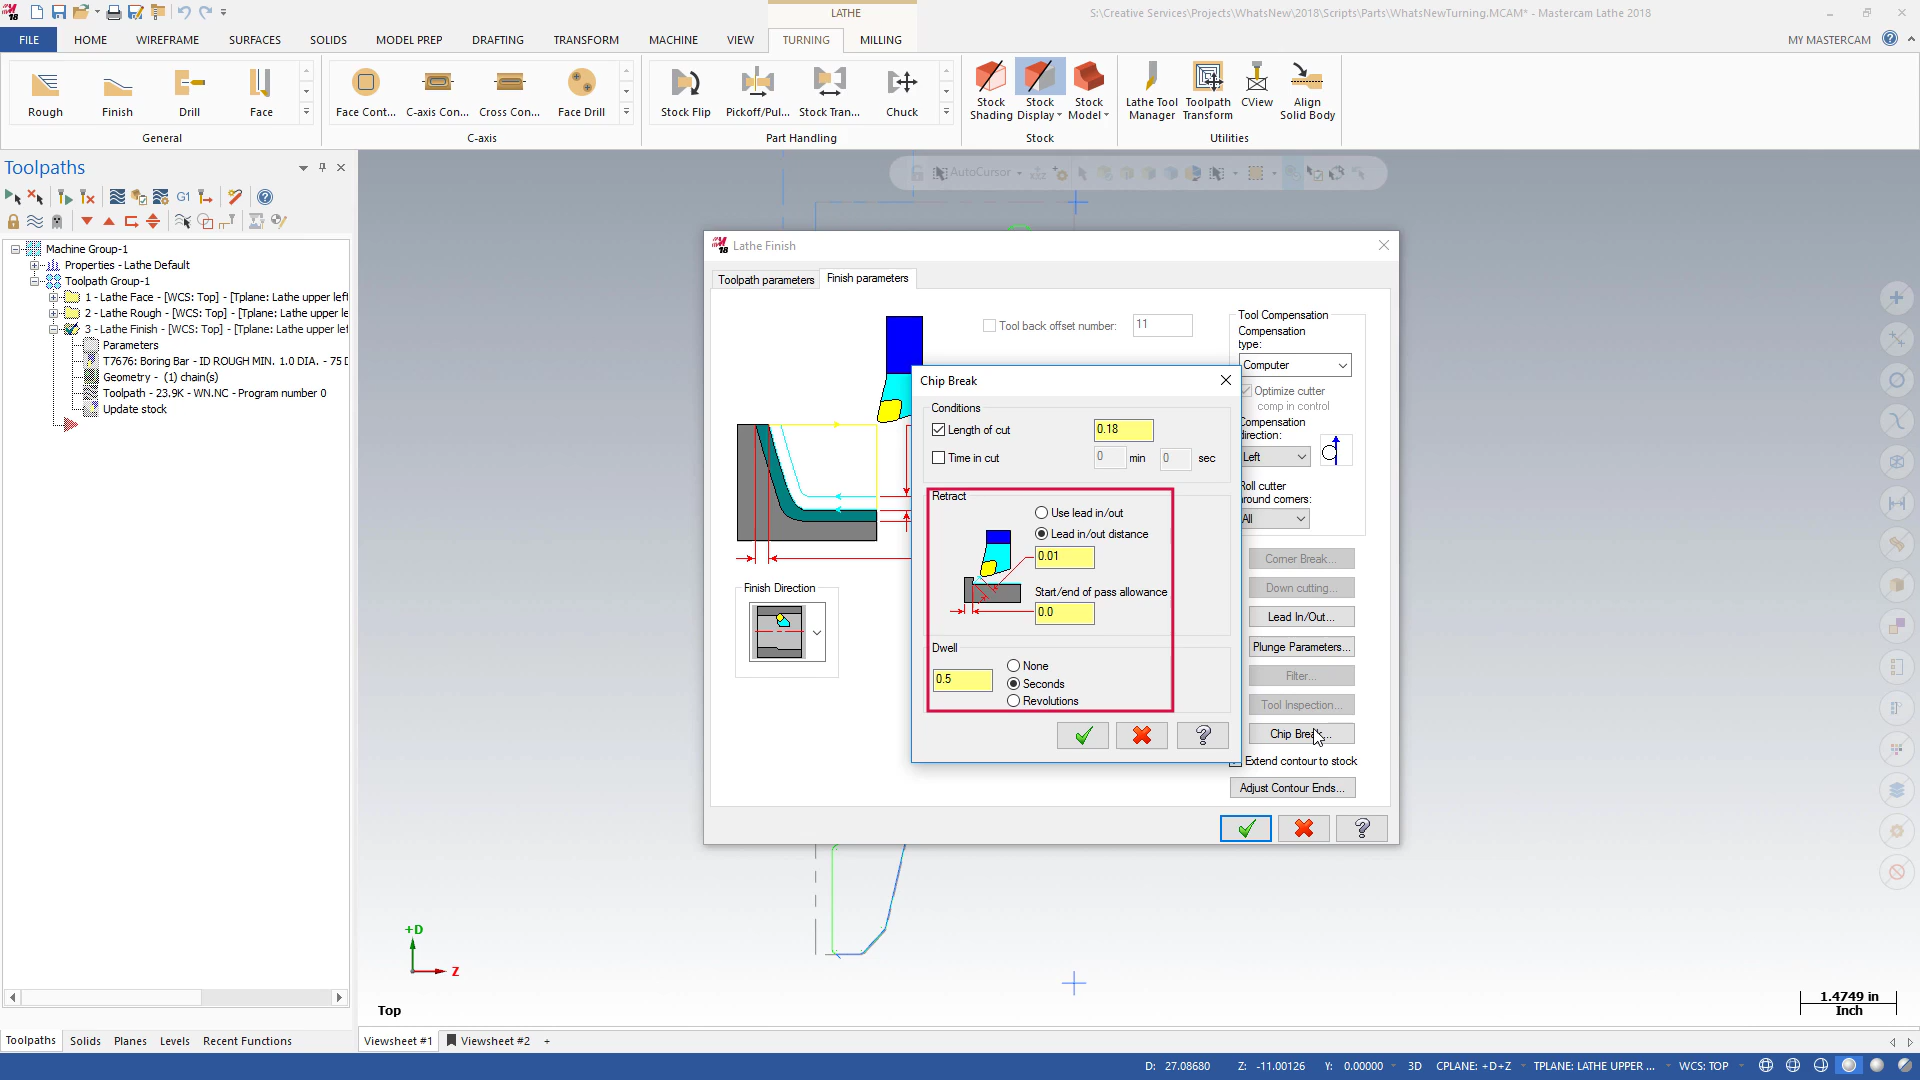 18
LATHE
S:\Creative Services\Projects\WhatsNew\2018\Scripts\Parts\WhatsNewTurning.MCAM* - Mastercam Lathe 2018
FILE HOME WIREFRAME SURFACES SOLIDS MODEL PREP DRAFTING TRANSFORM MACHINE VIEW TURNING MILLING
MY MASTERCAM
Rough Finish Drill Face
General
Face Cont... C-axis Con... Cross Con... Face Drill
C-axis
Stock Flip Pickoff/Pul... Stock Tran... Chuck
Part Handling
Stock Shading Stock Display Stock Model
Stock
Lathe Tool Manager Toolpath Transform CView Align Solid Body
Utilities
Toolpaths
G1
AutoCursor
Machine Group-1
Properties - Lathe Default
Toolpath Group-1
1 - Lathe Face - [WCS: Top] - [Tplane: Lathe upper left
2 - Lathe Rough - [WCS: Top] - [Tplane: Lathe upper le
3 - Lathe Finish - [WCS: Top] - [Tplane: Lathe upper lef
Parameters
T7676: Boring Bar - ID ROUGH MIN. 1.0 DIA. - 75 D
Geometry - (1) chain(s)
Toolpath - 23.9K - WN.NC - Program number 0
Update stock
18 Lathe Finish
Toolpath parameters Finish parameters
Tool back offset number: 11
Tool Compensation
Compensation
type:
Computer
Optimize cutter
comp in control
Compensation
direction:
Left
Roll cutter
around corners:
All
Finish Direction
Corner Break...
Down cutting...
Lead In/Out...
Plunge Parameters...
Filter...
Tool Inspection...
Chip Break...
Extend contour to stock
Adjust Contour Ends...
Chip Break
Conditions
Length of cut 0.18
Time in cut 0 min 0 sec
Retract
Use lead in/out
Lead in/out distance
0.01
Start/end of pass allowance
0.0
Dwell
0.5
None
Seconds
Revolutions
+D
Z
Top
1.4749 in
Inch
Toolpaths Solids Planes Levels Recent Functions
Viewsheet #1 Viewsheet #2 +
D: 27.08680 Z: -11.00126 Y: 0.00000 3D CPLANE: +D+Z TPLANE: LATHE UPPER ... WCS: TOP